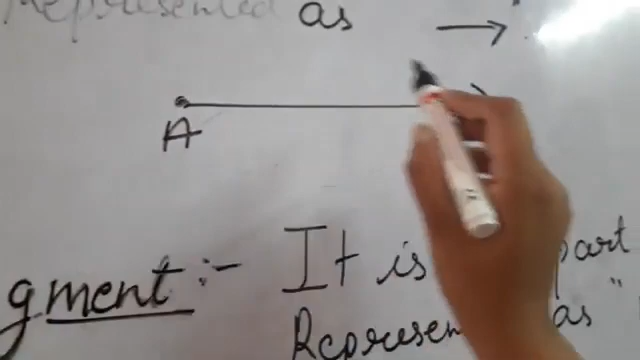 Represented as →
A
gment :- It is part
Represen as "